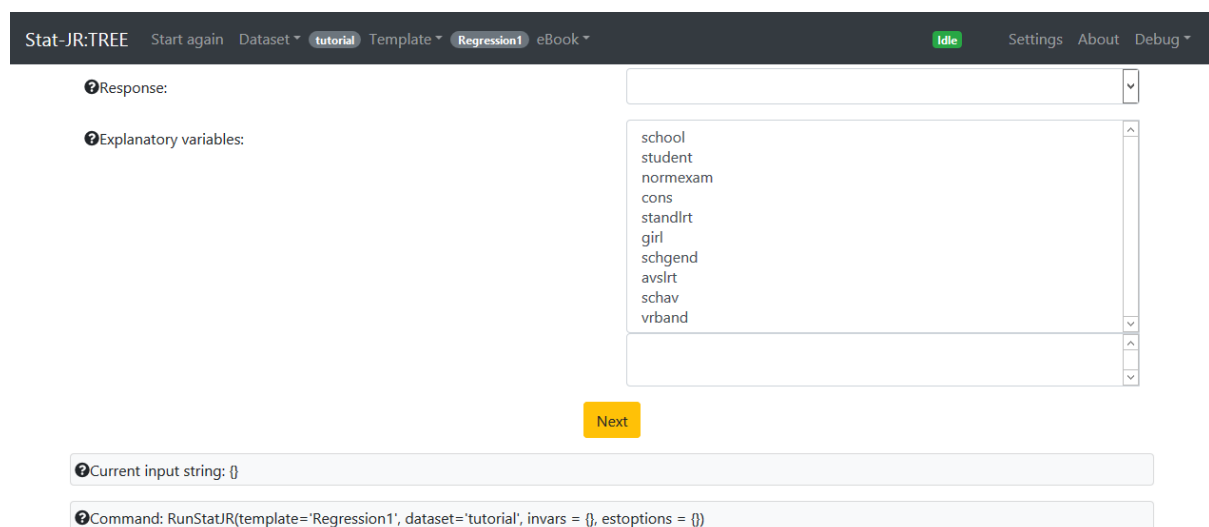 Stat-JR:TREE Start again Dataset tutorial Template Regression1 eBook Idle Settings About Debug
Response:
Explanatory variables:
school
student
normexam
cons
standlrt
girl
schgend
avslrt
schav
vrband
Next
Current input string: {}
Command: RunStatJR(template='Regression1', dataset='tutorial', invars = {}, estoptions = {})